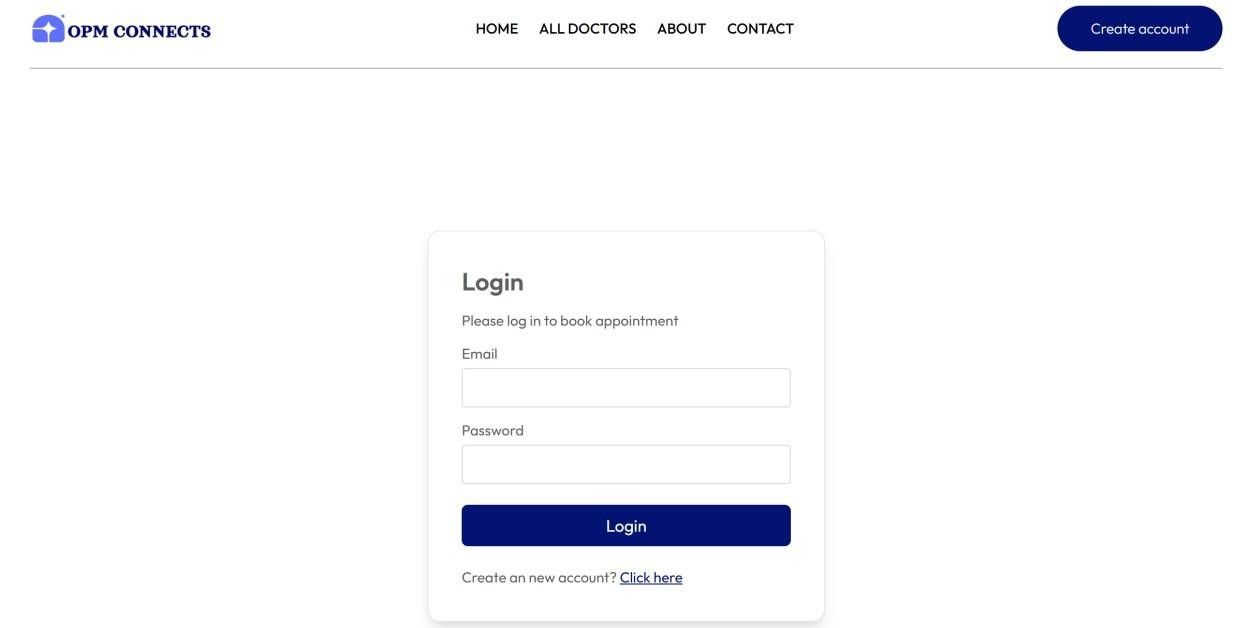 OPM CONNECTS
HOME ALL DOCTORS ABOUT CONTACT
Create account
Login
Please log in to book appointment
Email
Password
Login
Create an new account? Click here